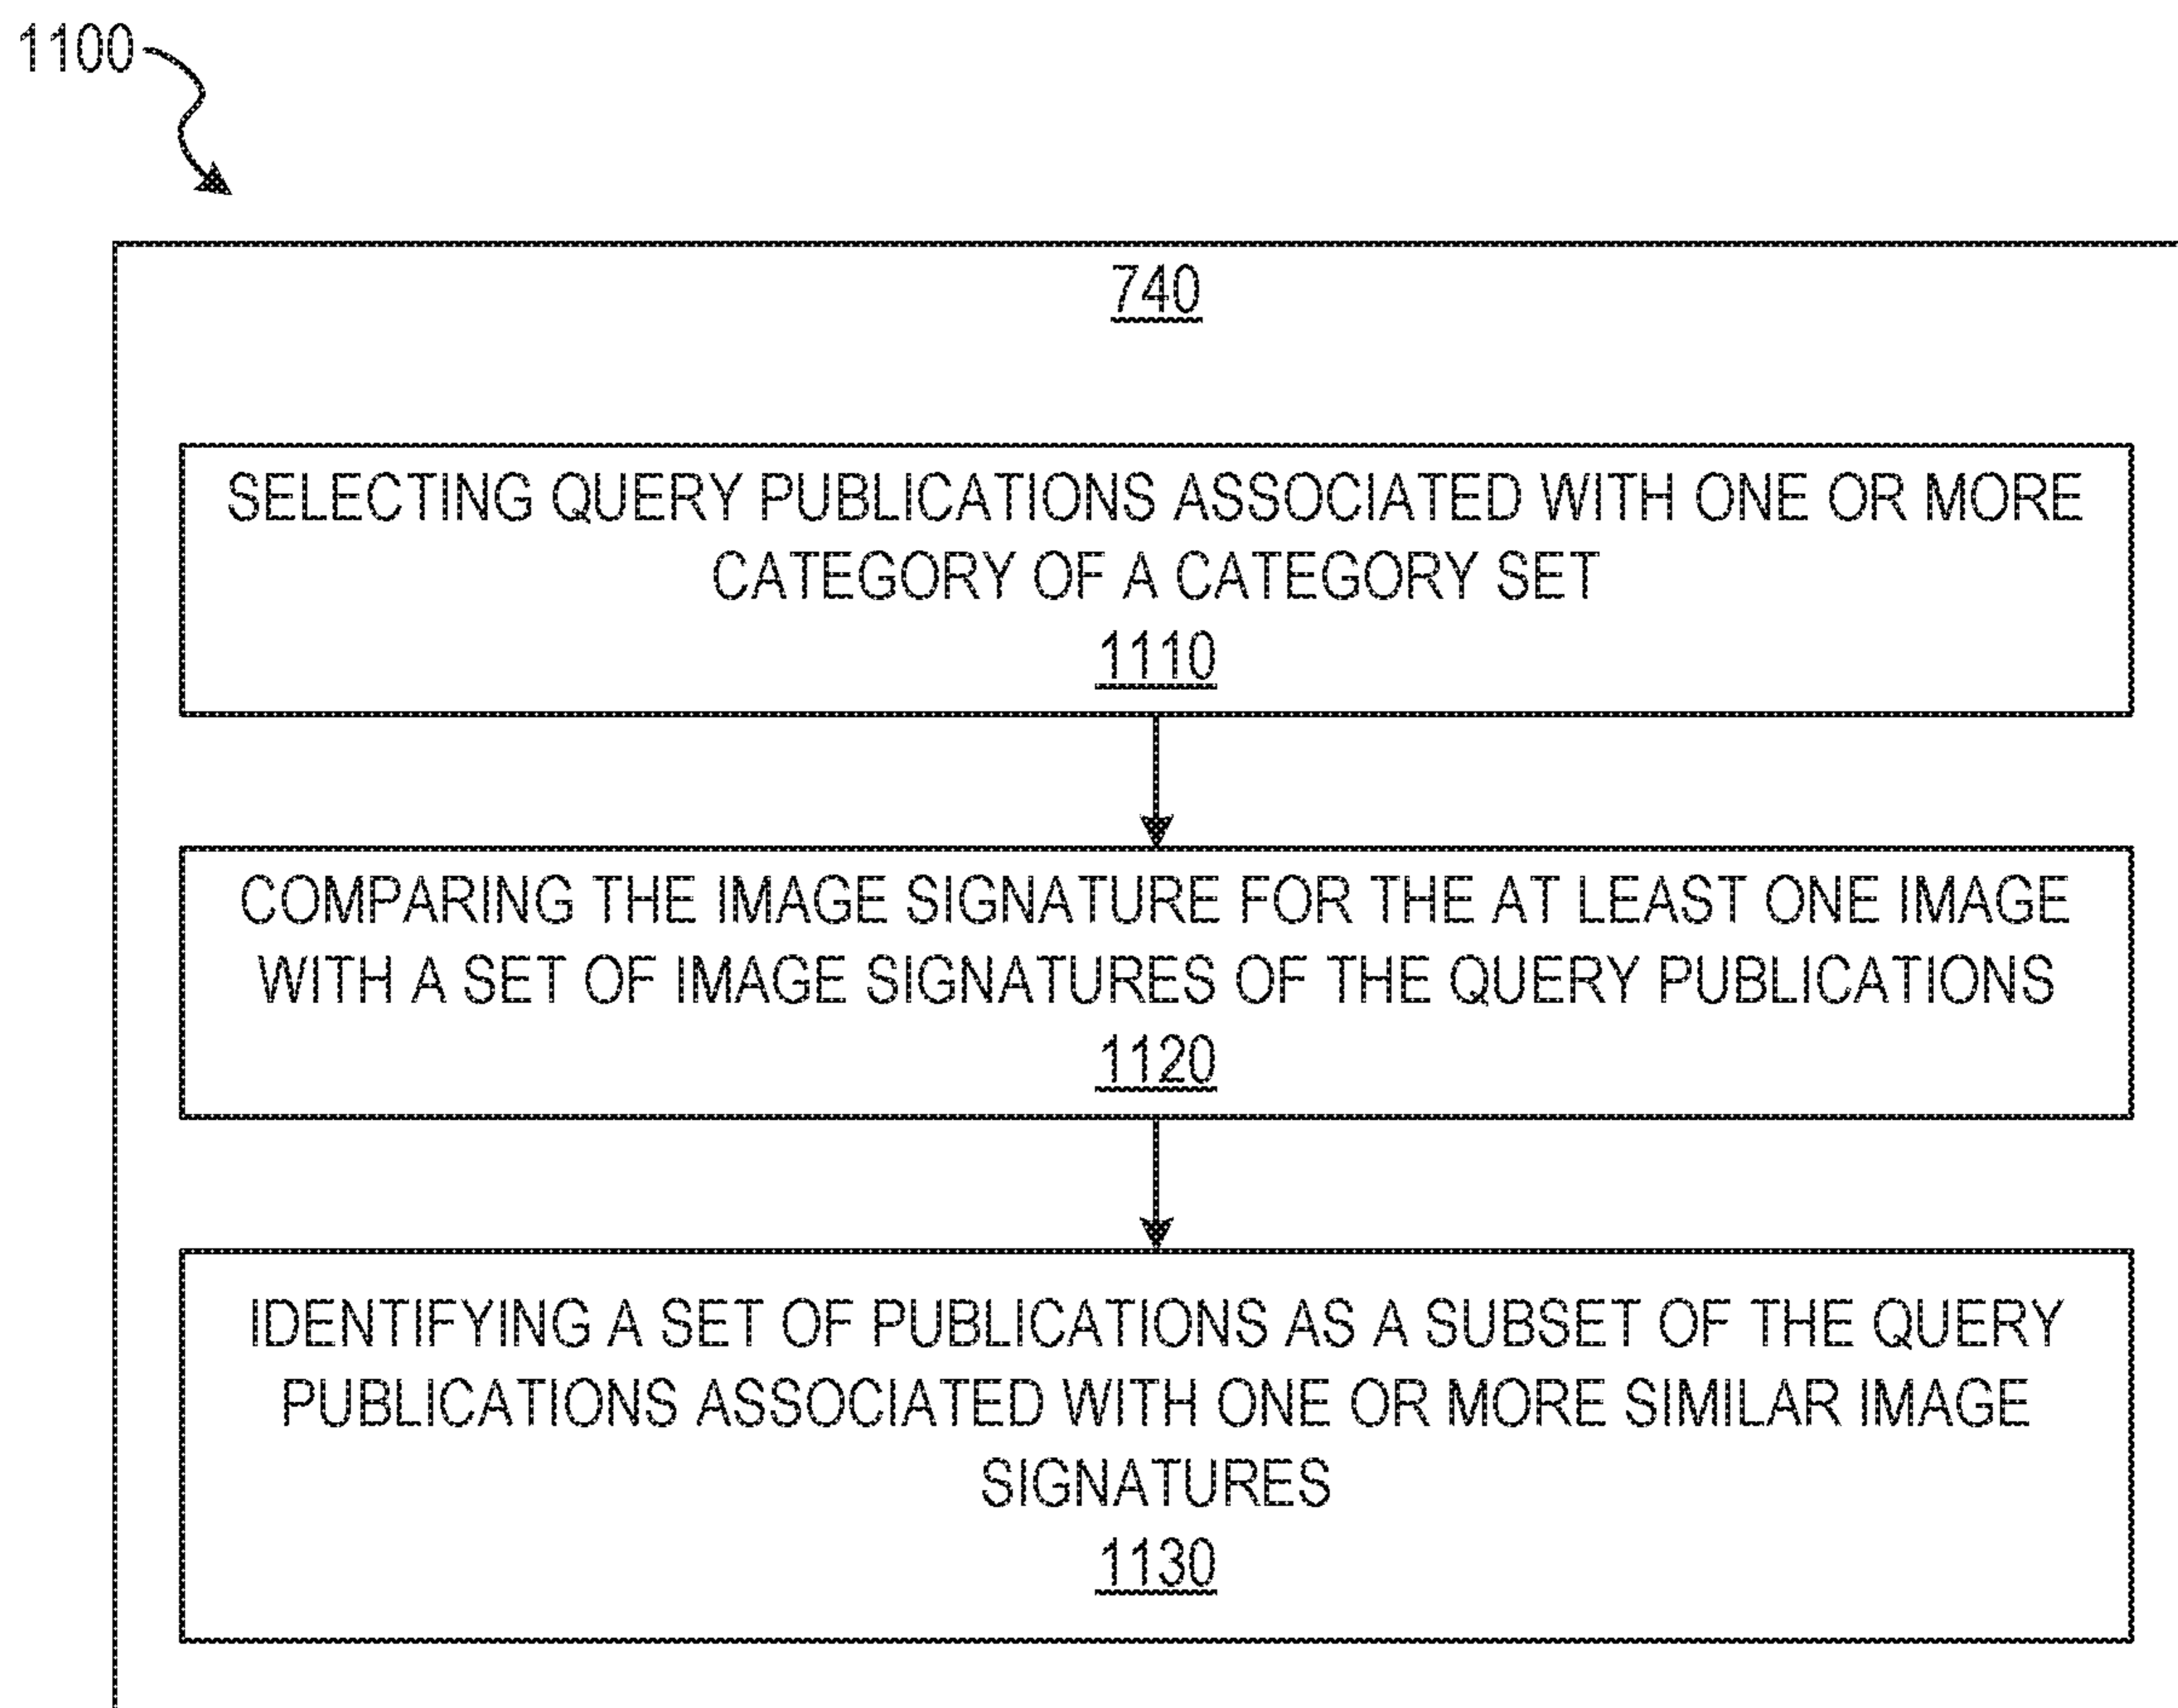 1100
740
SELECTING QUERY PUBLICATIONS ASSOCIATED WITH ONE OR MORE
CATEGORY OF A CATEGORY SET
1110
COMPARING THE IMAGE SIGNATURE FOR THE AT LEAST ONE IMAGE
WITH A SET OF IMAGE SIGNATURES OF THE QUERY PUBLICATIONS
1120
IDENTIFYING A SET OF PUBLICATIONS AS A SUBSET OF THE QUERY
PUBLICATIONS ASSOCIATED WITH ONE OR MORE SIMILAR IMAGE
SIGNATURES
1130